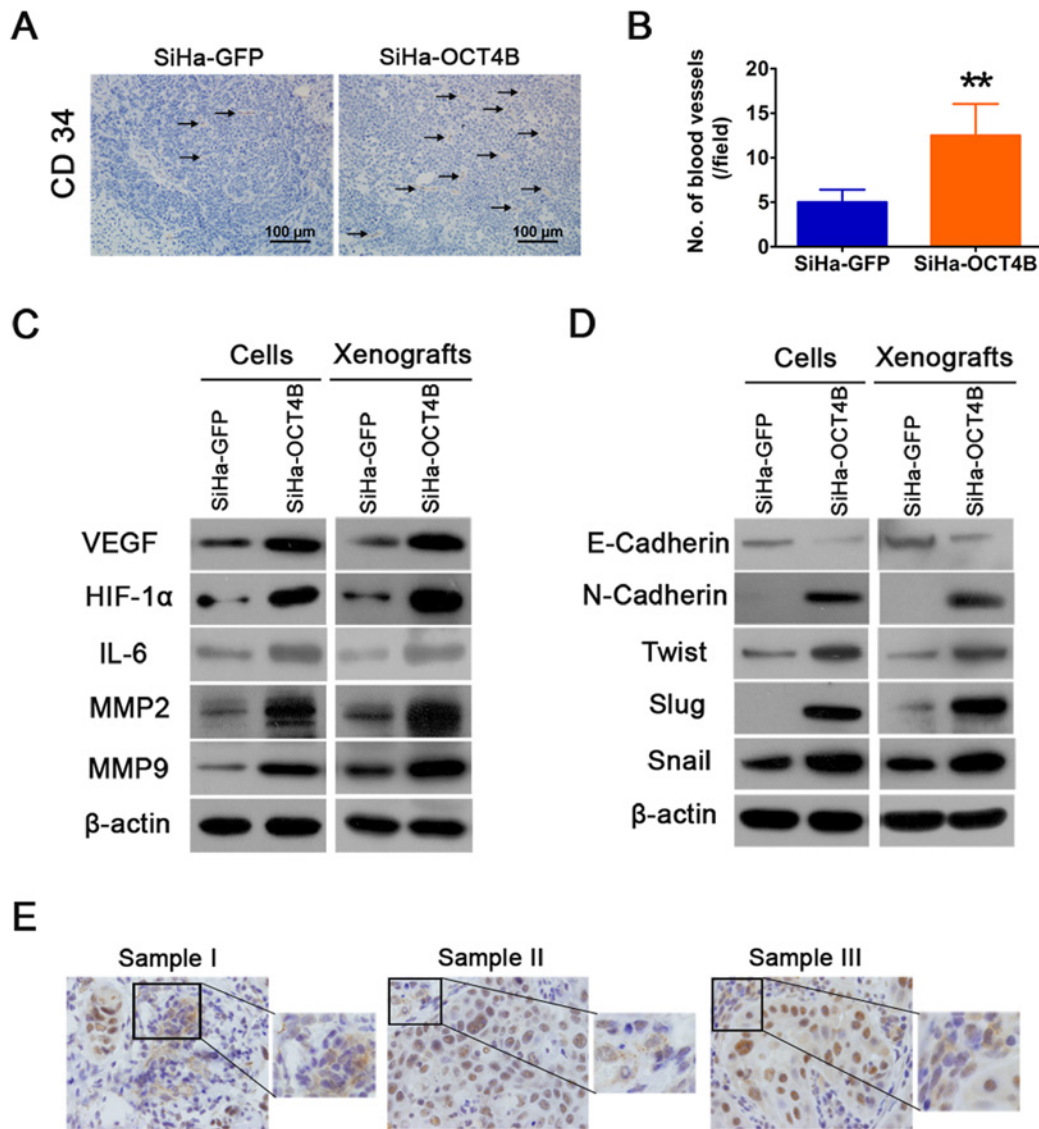 A
SiHa-GFP
SiHa-OCT4B
CD 34
100 µm
100 µm
B
No. of blood vessels
(/field)
20
15
10
5
0
**
SiHa-GFP
SiHa-OCT4B
C
Cells
Xenografts
SiHa-GFP
SiHa-OCT4B
SiHa-GFP
SiHa-OCT4B
VEGF
HIF-1α
IL-6
MMP2
MMP9
β-actin
D
Cells
Xenografts
SiHa-GFP
SiHa-OCT4B
SiHa-GFP
SiHa-OCT4B
E-Cadherin
N-Cadherin
Twist
Slug
Snail
β-actin
E
Sample I
Sample II
Sample III